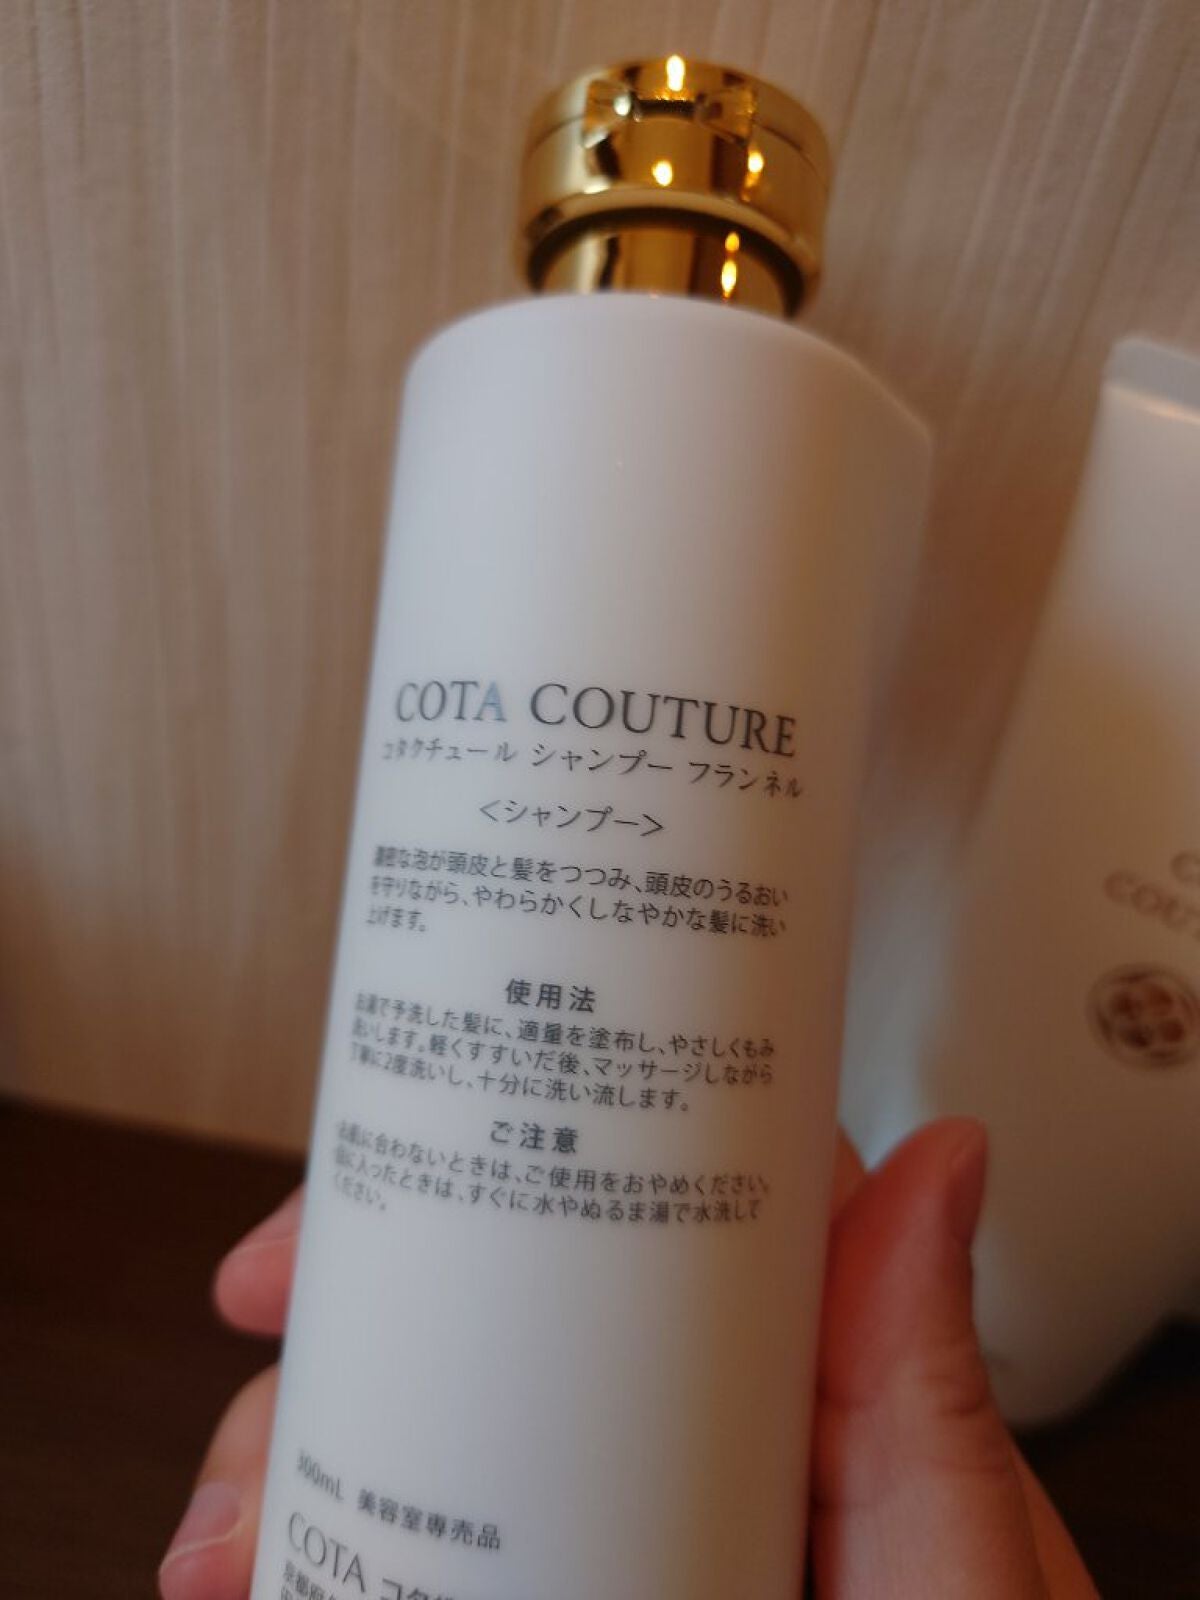 COTA COUTURE
コタクチュール シャンプー フランネル
＜シャンプー＞
濃密な泡が頭皮と髪をつつみ、頭皮のうるおい
を守りながら、やわらかくしなやかな髪に洗い
上げます。
使用法
お湯で予洗した髪に、適量を塗布し、やさしくもみ
洗いします。軽くすすいだ後、マッサージしながら
丁寧に2度洗いし、十分に洗い流します。
ご注意
お肌に合わないときは、ご使用をおやめください。
目に入ったときは、すぐに水やぬるま湯で水洗して
ください。
300mL 美容室専売品
COTA コタ
京都府